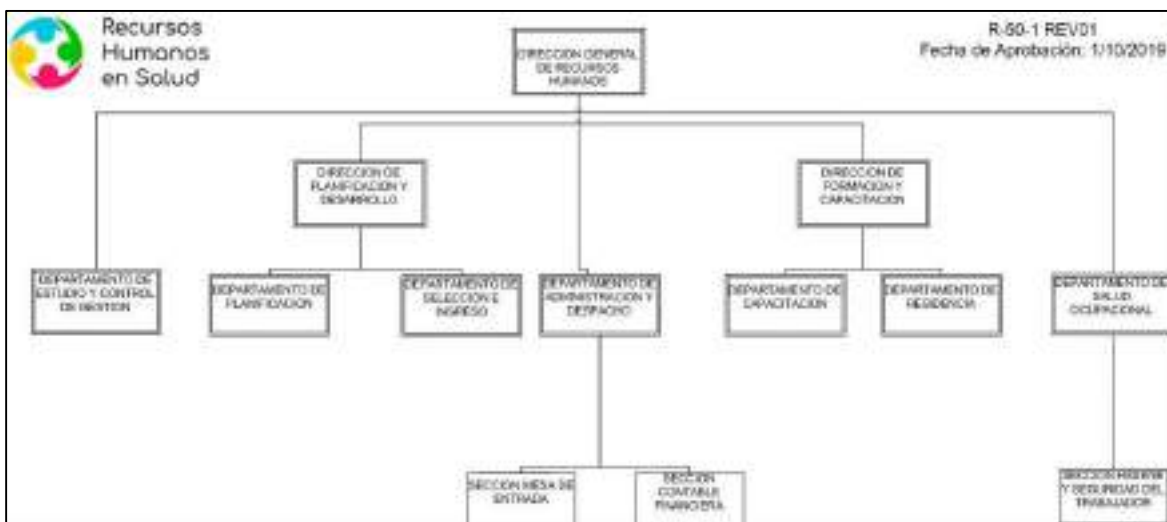 Recursos
Humanos
en Salud
R-50-1 REV01
Fecha de Aprobación: 1/10/2019
DIRECCION GENERAL
DE RECURSOS
HUMANOS
DIRECCION DE
PLANIFICACION Y
DESARROLLO
DIRECCION DE
FORMACION Y
CAPACITACION
DEPARTAMENTO DE
ESTUDIO Y CONTROL
DE GESTION
DEPARTAMENTO DE
PLANIFICACION
DEPARTAMENTO DE
SELECCION E
INGRESO
DEPARTAMENTO DE
ADMINISTRACION Y
DESPACHO
DEPARTAMENTO DE
CAPACITACION
DEPARTAMENTO DE
RESIDENCIA
DEPARTAMENTO DE
SALUD
OCUPACIONAL
SECCION MESA DE
ENTRADA
SECCION
CONTABLE
FINANCIERA
SECCION HIGIENE
Y SEGURIDAD DEL
TRABAJADOR